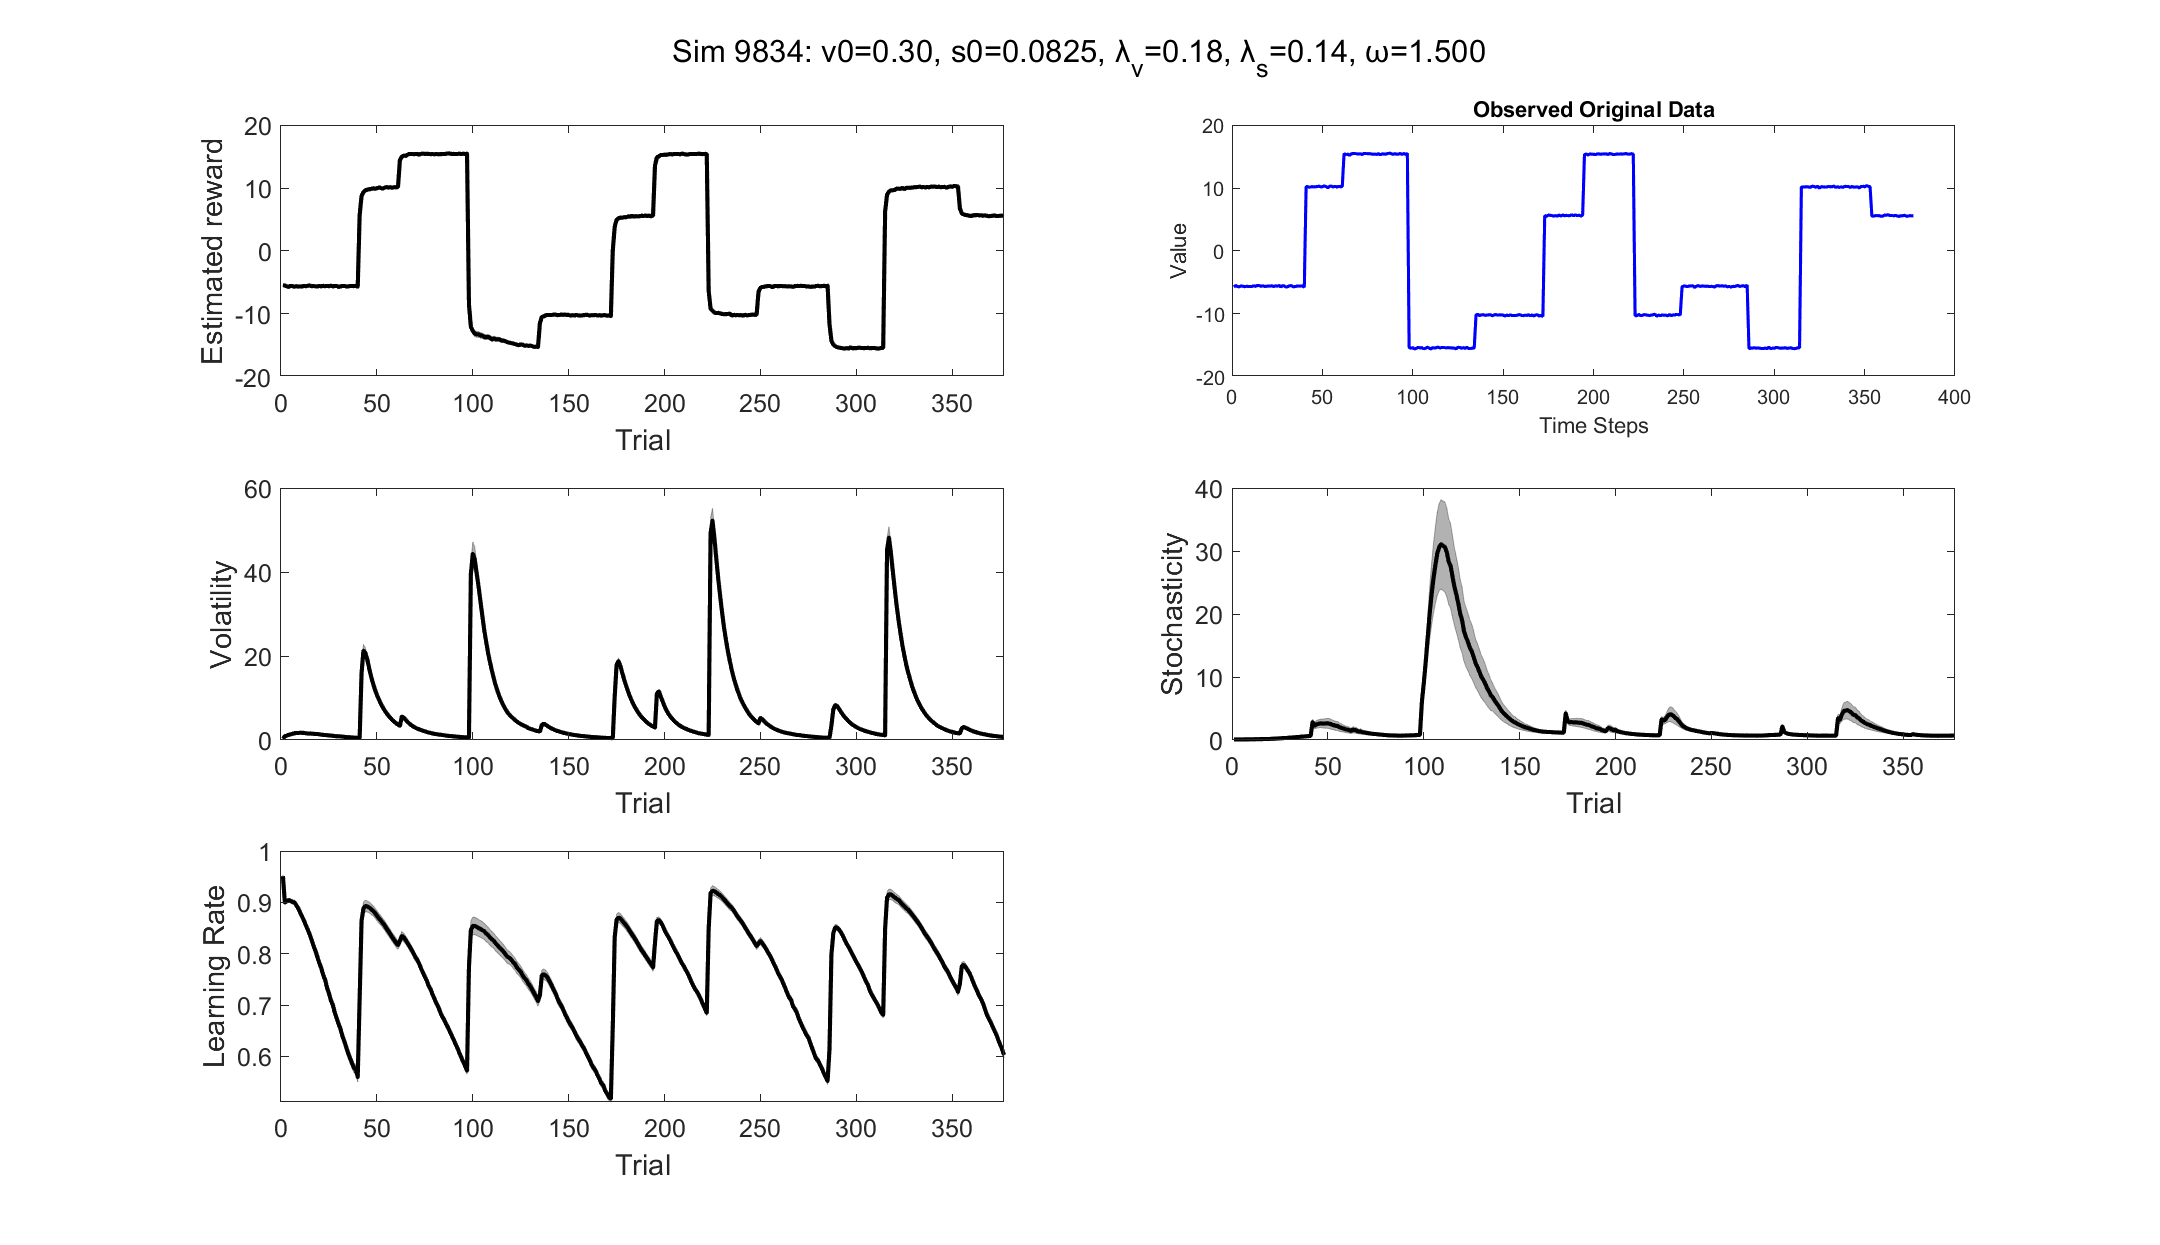 Sim 9834: v0=0.30, s0=0.0825, λ_v=0.18, λ_s=0.14, ω=1.500
20
10
0
-10
-20
Estimated reward
0 50 100 150 200 250 300 350
Trial
Observed Original Data
20
10
0
-10
-20
Value
0 50 100 150 200 250 300 350 400
Time Steps
60
40
20
0
Volatility
0 50 100 150 200 250 300 350
Trial
40
30
20
10
0
Stochasticity
0 50 100 150 200 250 300 350
Trial
1
0.9
0.8
0.7
0.6
Learning Rate
0 50 100 150 200 250 300 350
Trial